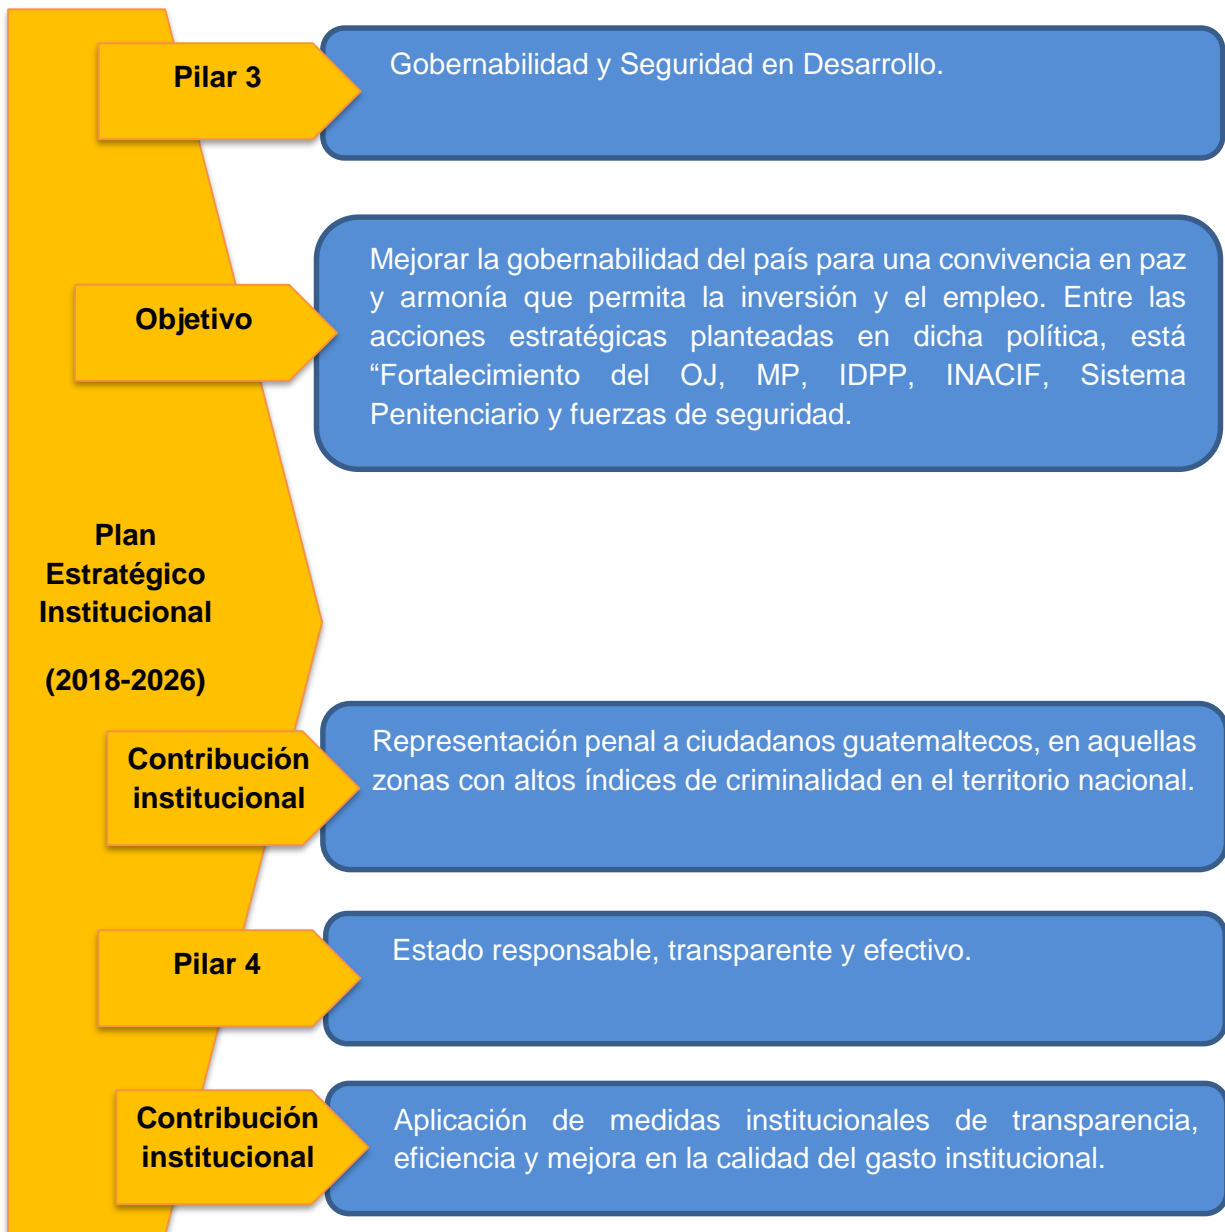 Pilar 3
Gobernabilidad y Seguridad en Desarrollo.
Objetivo
Mejorar la gobernabilidad del país para una convivencia en paz
y armonía que permita la inversión y el empleo. Entre las
acciones estratégicas planteadas en dicha política, está
“Fortalecimiento del OJ, MP, IDPP, INACIF, Sistema
Penitenciario y fuerzas de seguridad.
Plan
Estratégico
Institucional
(2018-2026)
Contribución
institucional
Representación penal a ciudadanos guatemaltecos, en aquellas
zonas con altos índices de criminalidad en el territorio nacional.
Pilar 4
Estado responsable, transparente y efectivo.
Contribución
institucional
Aplicación de medidas institucionales de transparencia,
eficiencia y mejora en la calidad del gasto institucional.